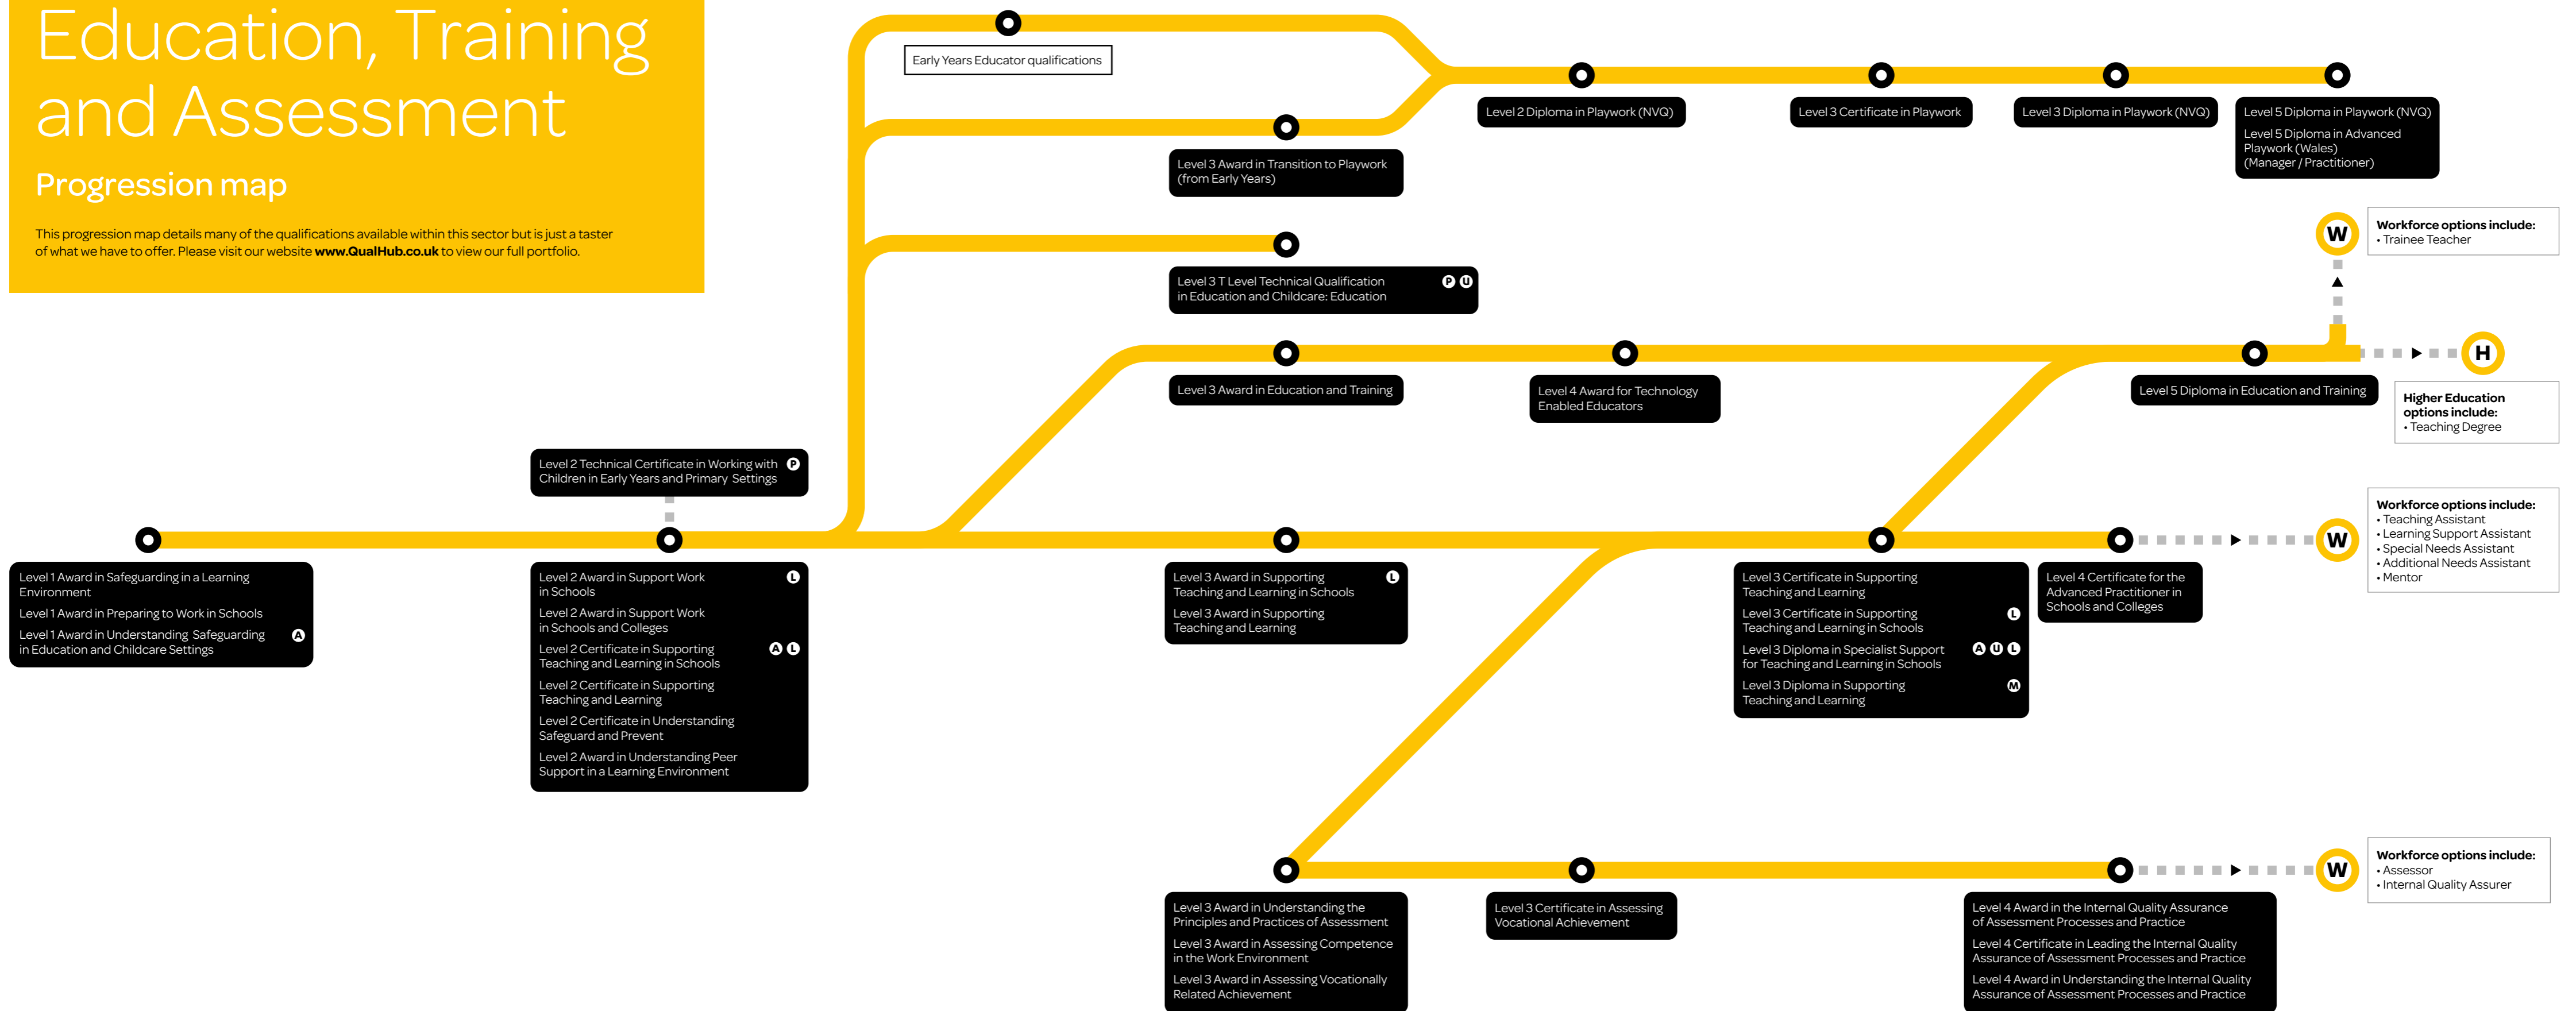 Education, Training
and Assessment
Progression map
This progression map details many of the qualifications available within this sector but is just a taster
of what we have to offer. Please visit our website www.QualHub.co.uk to view our full portfolio.
Early Years Educator qualifications
Level 2 Diploma in Playwork (NVQ)
Level 3 Certificate in Playwork
Level 3 Diploma in Playwork (NVQ)
Level 5 Diploma in Playwork (NVQ)
Level 5 Diploma in Advanced
Playwork (Wales)
(Manager / Practitioner)
Level 3 Award in Transition to Playwork
(from Early Years)
W
Workforce options include:
• Trainee Teacher
Level 3 T Level Technical Qualification P U
in Education and Childcare: Education
H
Level 3 Award in Education and Training
Level 4 Award for Technology
Enabled Educators
Level 5 Diploma in Education and Training
Higher Education
options include:
• Teaching Degree
Level 2 Technical Certificate in Working with P
Children in Early Years and Primary Settings
W
Workforce options include:
• Teaching Assistant
• Learning Support Assistant
• Special Needs Assistant
• Additional Needs Assistant
• Mentor
Level 1 Award in Safeguarding in a Learning
Environment
Level 1 Award in Preparing to Work in Schools
Level 1 Award in Understanding Safeguarding A
in Education and Childcare Settings
Level 2 Award in Support Work L
in Schools
Level 2 Award in Support Work
in Schools and Colleges
Level 2 Certificate in Supporting A L
Teaching and Learning in Schools
Level 2 Certificate in Supporting
Teaching and Learning
Level 2 Certificate in Understanding
Safeguard and Prevent
Level 2 Award in Understanding Peer
Support in a Learning Environment
Level 3 Award in Supporting L
Teaching and Learning in Schools
Level 3 Award in Supporting
Teaching and Learning
Level 3 Certificate in Supporting
Teaching and Learning
Level 3 Certificate in Supporting L
Teaching and Learning in Schools
Level 3 Diploma in Specialist Support A U L
for Teaching and Learning in Schools
Level 3 Diploma in Supporting M
Teaching and Learning
Level 4 Certificate for the
Advanced Practitioner in
Schools and Colleges
W
Workforce options include:
• Assessor
• Internal Quality Assurer
Level 3 Award in Understanding the
Principles and Practices of Assessment
Level 3 Award in Assessing Competence
in the Work Environment
Level 3 Award in Assessing Vocationally
Related Achievement
Level 3 Certificate in Assessing
Vocational Achievement
Level 4 Award in the Internal Quality Assurance
of Assessment Processes and Practice
Level 4 Certificate in Leading the Internal Quality
Assurance of Assessment Processes and Practice
Level 4 Award in Understanding the Internal Quality
Assurance of Assessment Processes and Practice